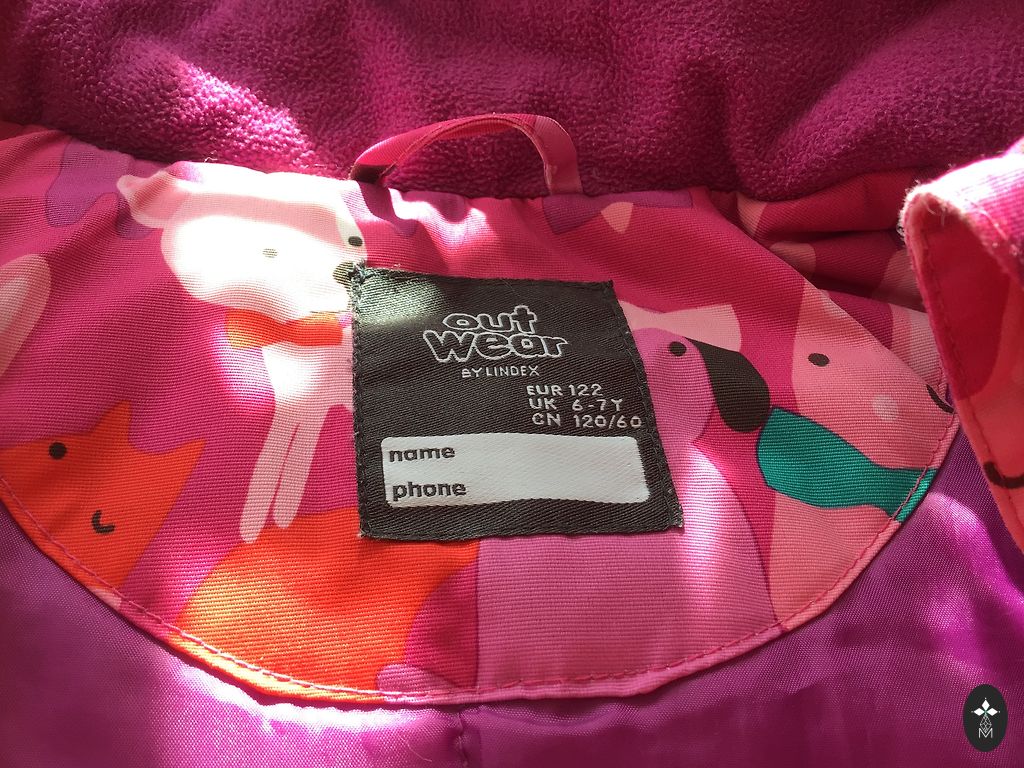 out
wear
BY LINDEX
EUR 122
UK 6-7Y
CN 120/60
name
phone
M